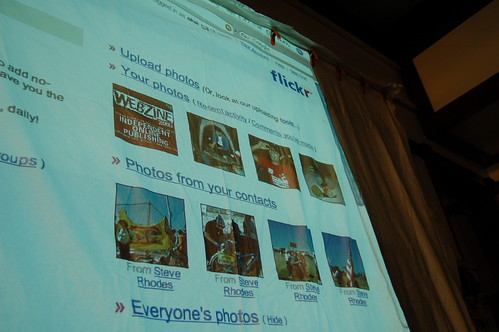 flickr
» Upload photos (Or, look at our uploading tools.)
» Your photos ( Recent activity / Comments you've made )
WEBZINE
INDEPENDENT
ONLINE
PUBLISHING
» Photos from your contacts
From Steve
Rhodes
From Steve
Rhodes
From Steve
Rhodes
From Steve
Rhodes
» Everyone's photos ( Hide )
add no-
ave you the
, daily!
oups )